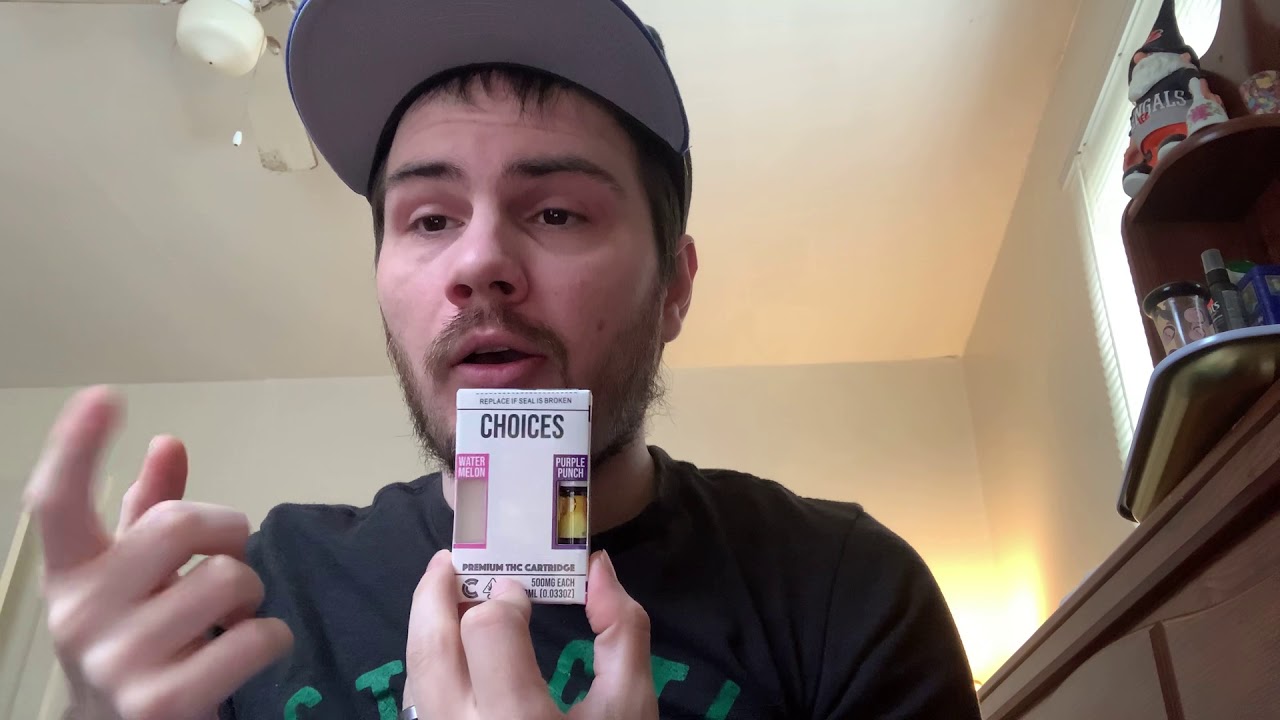 REPLACE IF SEAL IS BROKEN
CHOICES
WATER
MELON
PURPLE
PUNCH
PREMIUM THC CARTRIDGE
500MG EACH
ML (0.033OZ)
NGALS